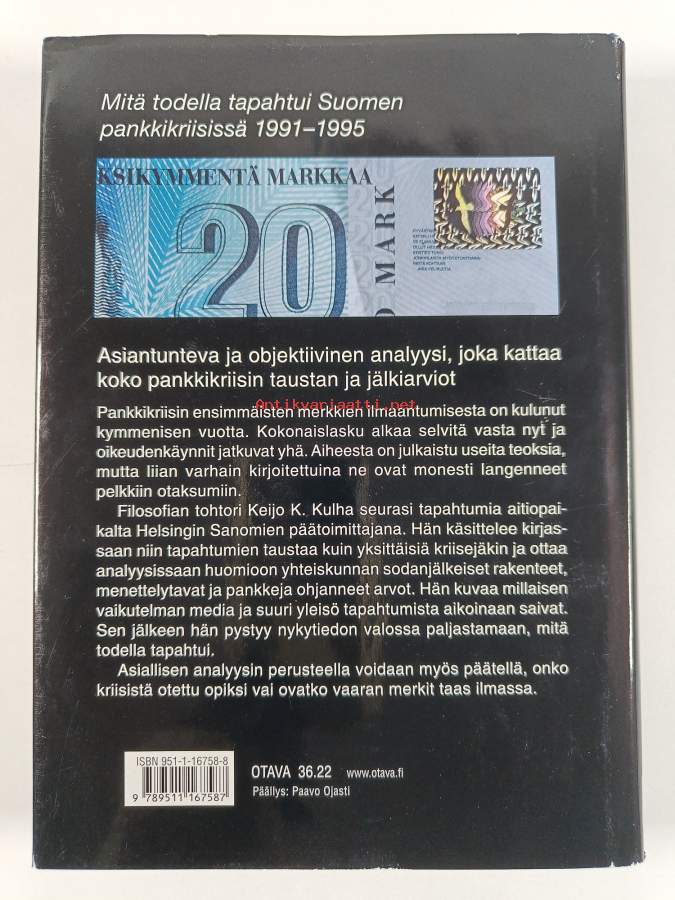 Mitä todella tapahtui Suomen
pankkikriisissä 1991–1995
KSIKYMMENTÄ MARKKAA
20
MARK
Asiantunteva ja objektiivinen analyysi, joka kattaa
koko pankkikriisin taustan ja jälkiarviot
Antikvariaatti.net
Pankkikriisin ensimmäisten merkkien ilmaantumisesta on kulunut
kymmenisen vuotta. Kokonaislasku alkaa selvitä vasta nyt ja
oikeudenkäynnit jatkuvat yhä. Aiheesta on julkaistu useita teoksia,
mutta liian varhain kirjoitettuina ne ovat monesti langenneet
pelkkiin otaksumiin.
Filosofian tohtori Keijo K. Kulha seurasi tapahtumia aitiopai-
kalta Helsingin Sanomien päätoimittajana. Hän käsittelee kirjas-
saan niin tapahtumien taustaa kuin yksittäisiä kriisejäkin ja ottaa
analyysissaan huomioon yhteiskunnan sodanjälkeiset rakenteet,
menettelytavat ja pankkeja ohjanneet arvot. Hän kuvaa millaisen
vaikutelman media ja suuri yleisö tapahtumista aikoinaan saivat.
Sen jälkeen hän pystyy nykytiedon valossa paljastamaan, mitä
todella tapahtui.
Asiallisen analyysin perusteella voidaan myös päätellä, onko
kriisistä otettu opiksi vai ovatko vaaran merkit taas ilmassa.
ISBN 951-1-16758-8
9 789511 167587
OTAVA 36.22 www.otava.fi
Päällys: Paavo Ojasti